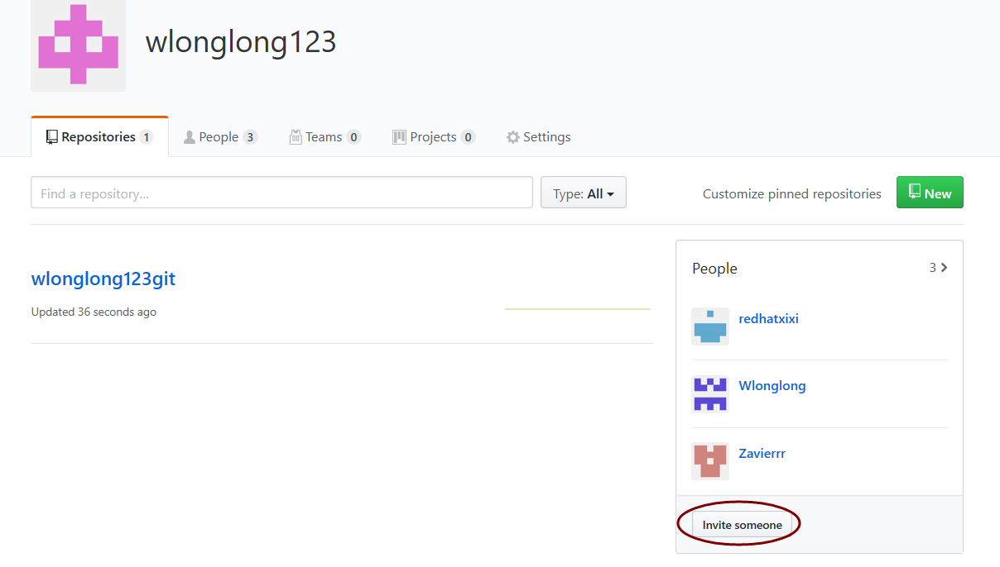 wlonglong123
Repositories 1 People 3 Teams 0 Projects 0 Settings
Find a repository... Type: All Customize pinned repositories New
wlonglong123git
Updated 36 seconds ago
People 3
redhatxixi
Wlonglong
Zavierrr
Invite someone